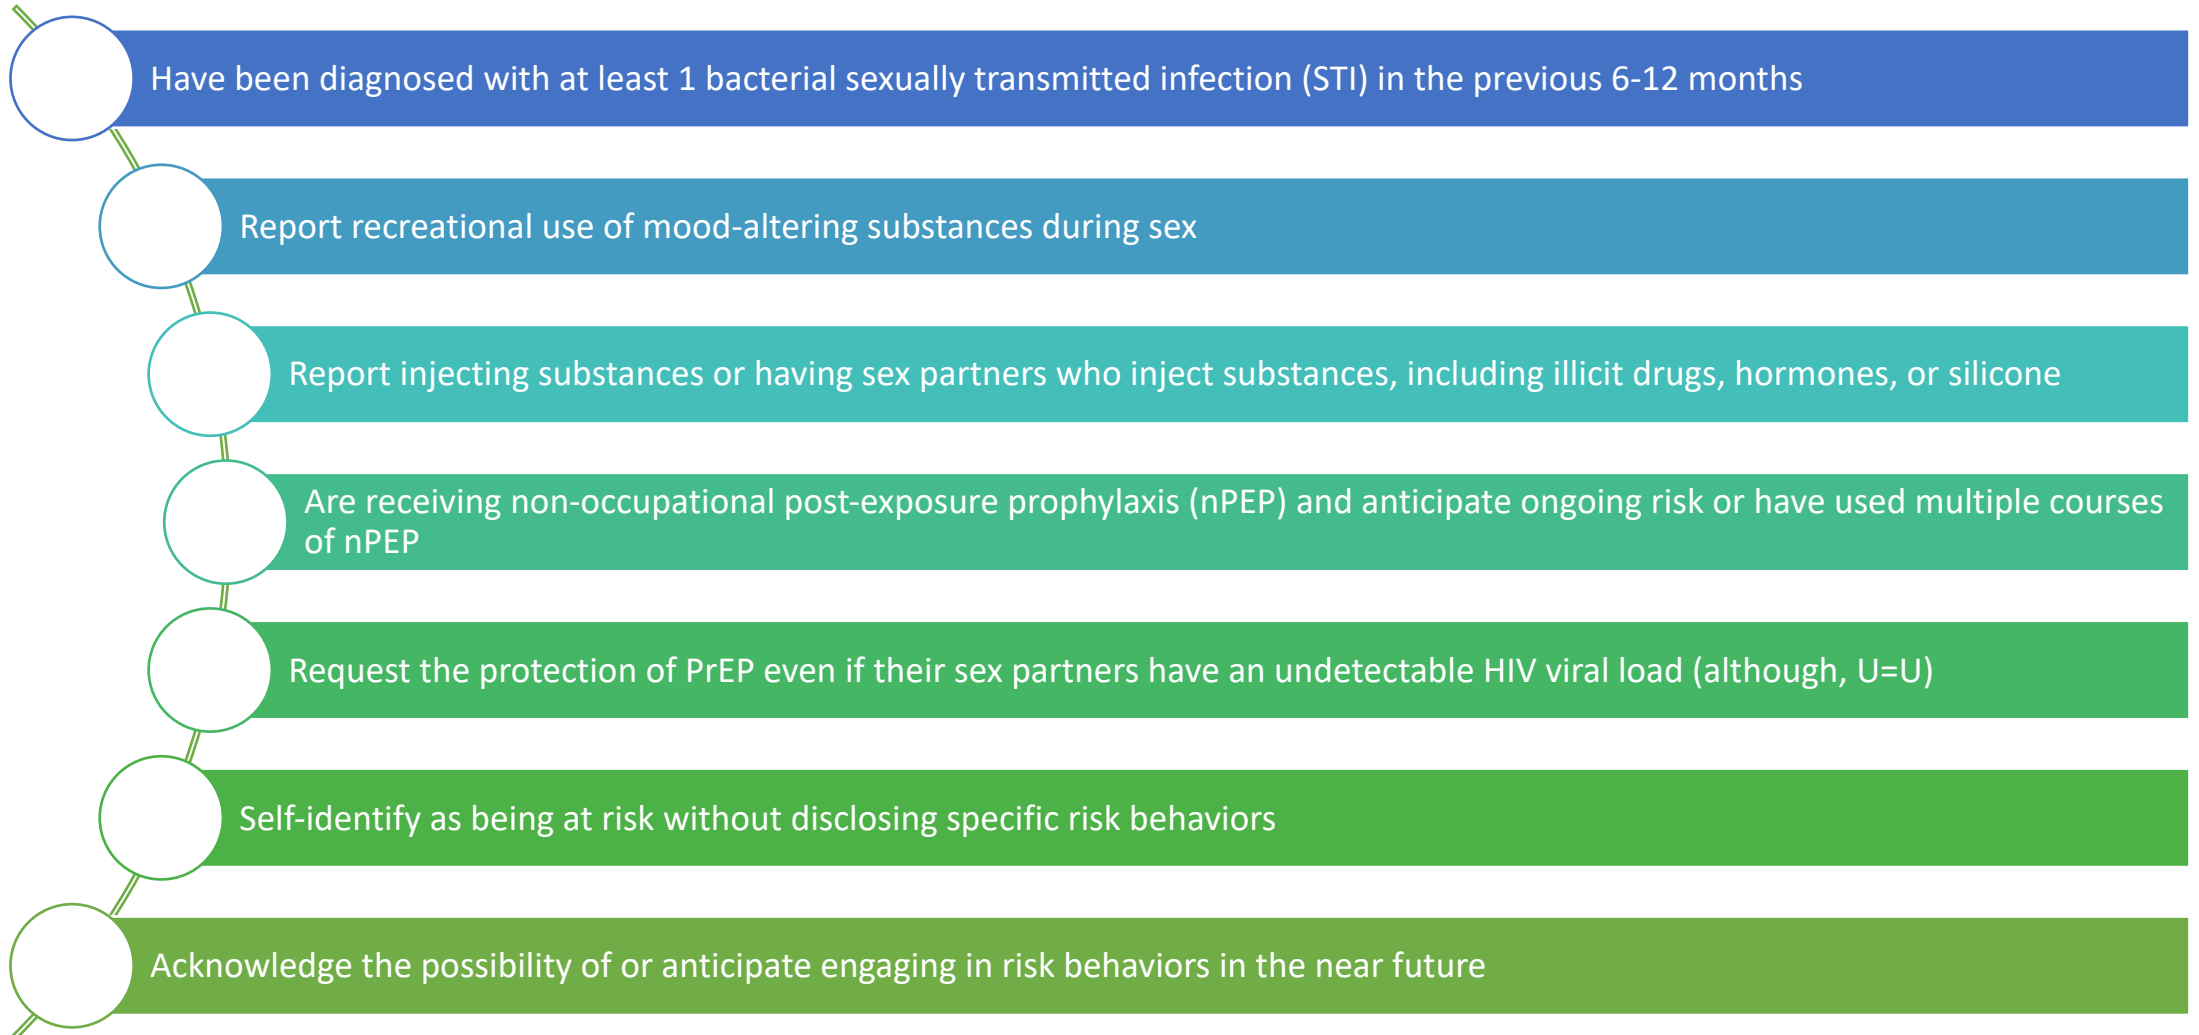 Have been diagnosed with at least 1 bacterial sexually transmitted infection (STI) in the previous 6-12 months
Report recreational use of mood-altering substances during sex
Report injecting substances or having sex partners who inject substances, including illicit drugs, hormones, or silicone
Are receiving non-occupational post-exposure prophylaxis (nPEP) and anticipate ongoing risk or have used multiple courses
of nPEP
Request the protection of PrEP even if their sex partners have an undetectable HIV viral load (although, U=U)
Self-identify as being at risk without disclosing specific risk behaviors
Acknowledge the possibility of or anticipate engaging in risk behaviors in the near future